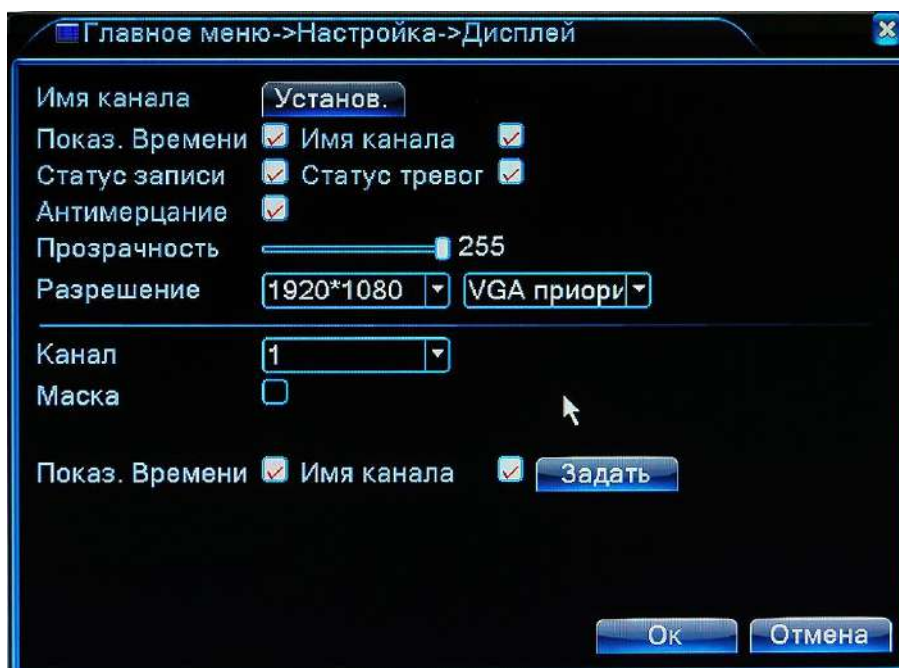 Главное меню->Настройка->Дисплей
Имя канала Установ.
Показ. Времени Имя канала
Статус записи Статус тревог
Антимерцание
Прозрачность 255
Разрешение 1920*1080 VGA приори
Канал 1
Маска
Показ. Времени Имя канала Задать
Ок Отмена